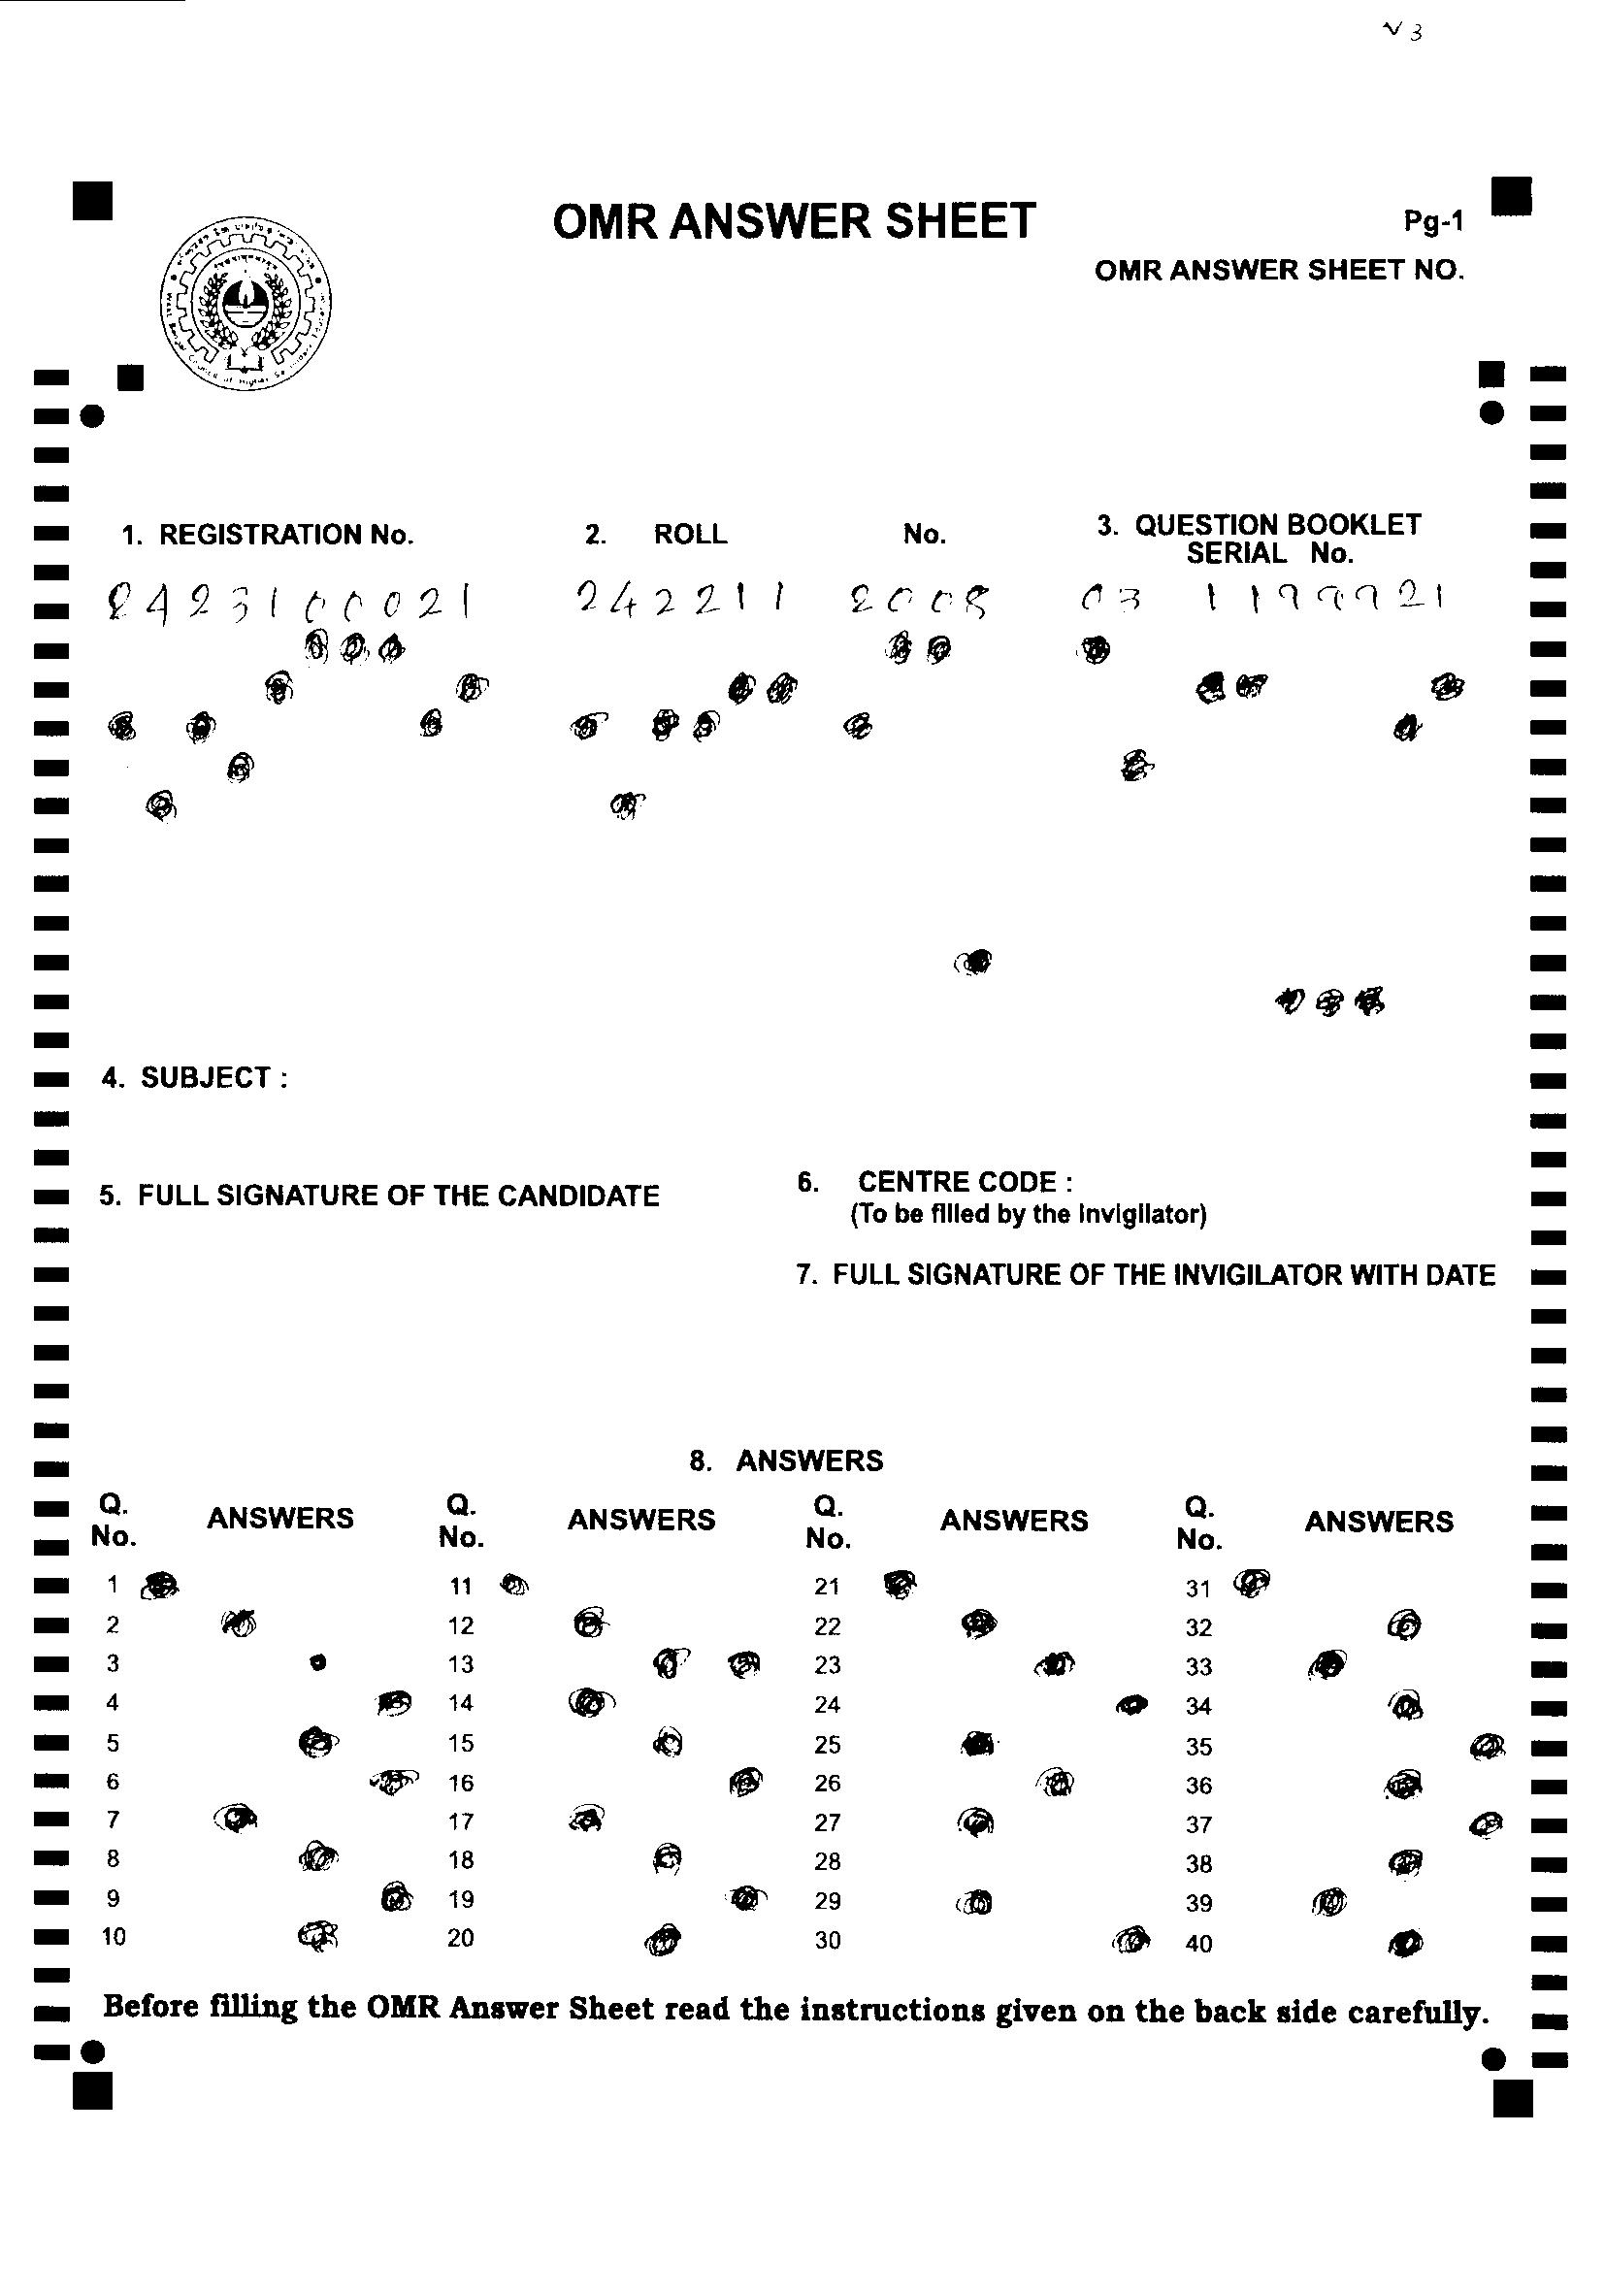 V3
OMR ANSWER SHEET
Pg-1
OMR ANSWER SHEET NO.
1. REGISTRATION No.
2. ROLL No.
3. QUESTION BOOKLET
SERIAL No.
2423100021
242211 2008
03 1199921
4. SUBJECT :
5. FULL SIGNATURE OF THE CANDIDATE
6. CENTRE CODE :
(To be filled by the Invigilator)
7. FULL SIGNATURE OF THE INVIGILATOR WITH DATE
8. ANSWERS
Q. No. ANSWERS Q. No. ANSWERS Q. No. ANSWERS Q. No. ANSWERS
1 11 21 31
2 12 22 32
3 13 23 33
4 14 24 34
5 15 25 35
6 16 26 36
7 17 27 37
8 18 28 38
9 19 29 39
10 20 30 40
Before filling the OMR Answer Sheet read the instructions given on the back side carefully.